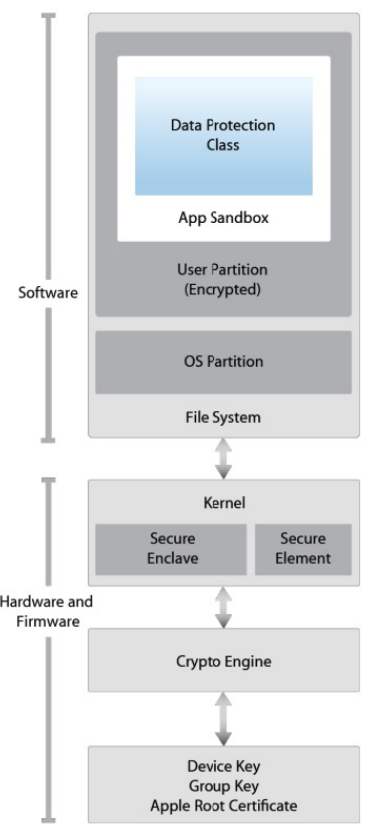 Data Protection
Class
App Sandbox
User Partition
(Encrypted)
Software
OS Partition
File System
Kernel
Secure
Enclave
Secure
Element
Hardware and
Firmware
Crypto Engine
Device Key
Group Key
Apple Root Certificate